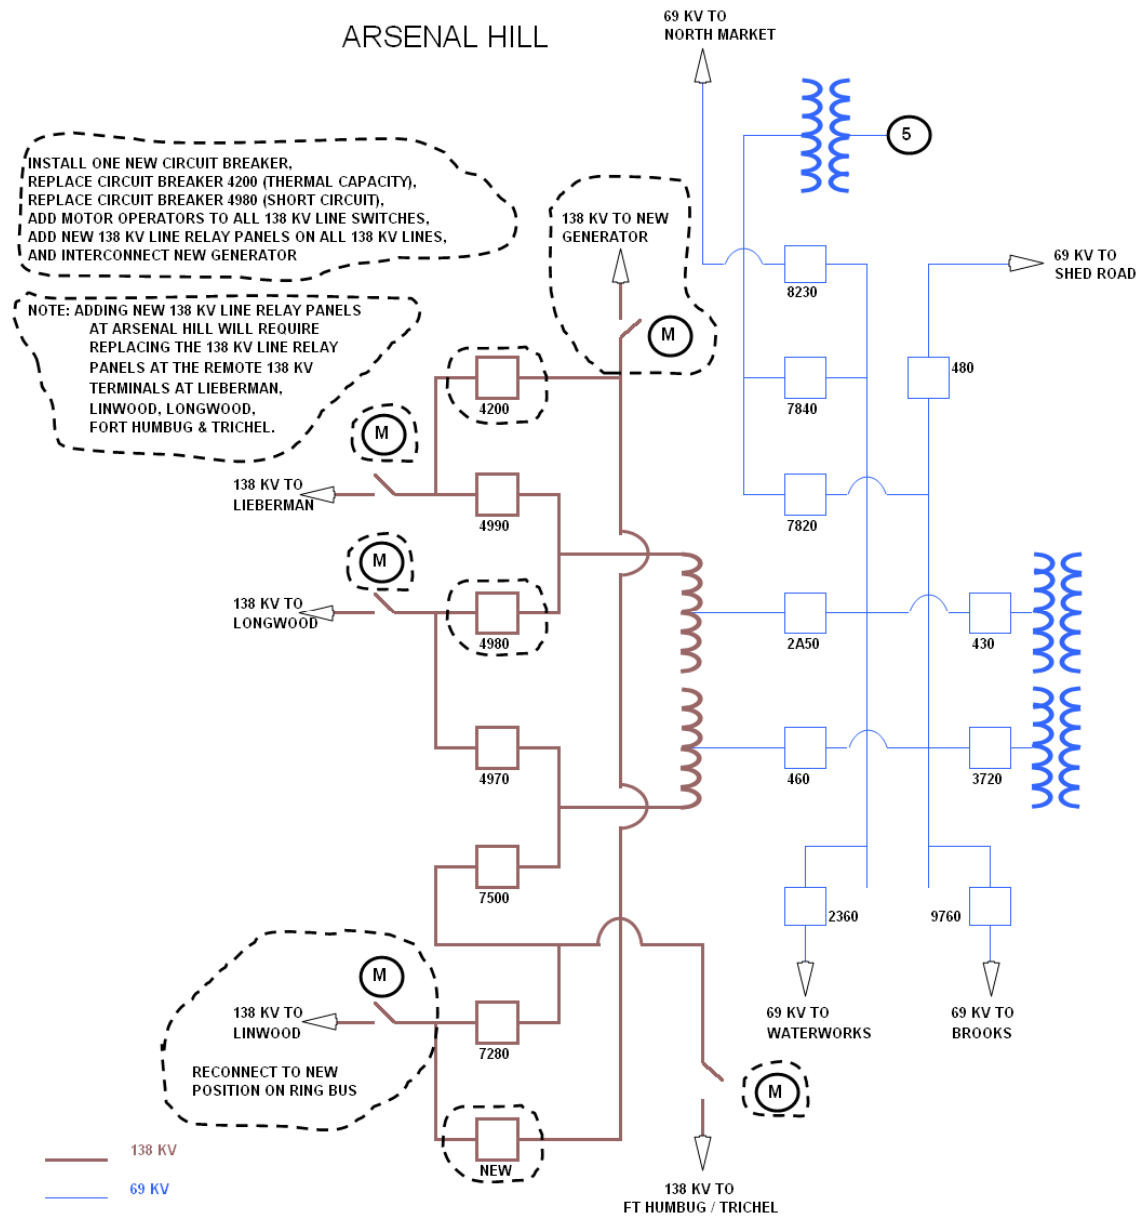 ARSENAL HILL
69 KV TO
NORTH MARKET
5
INSTALL ONE NEW CIRCUIT BREAKER,
REPLACE CIRCUIT BREAKER 4200 (THERMAL CAPACITY),
REPLACE CIRCUIT BREAKER 4980 (SHORT CIRCUIT),
ADD MOTOR OPERATORS TO ALL 138 KV LINE SWITCHES,
ADD NEW 138 KV LINE RELAY PANELS ON ALL 138 KV LINES,
AND INTERCONNECT NEW GENERATOR
138 KV TO NEW
GENERATOR
M
8230
69 KV TO
SHED ROAD
NOTE: ADDING NEW 138 KV LINE RELAY PANELS
AT ARSENAL HILL WILL REQUIRE
REPLACING THE 138 KV LINE RELAY
PANELS AT THE REMOTE 138 KV
TERMINALS AT LIEBERMAN,
LINWOOD, LONGWOOD,
FORT HUMBUG & TRICHEL.
4200
7840
480
M
138 KV TO
LIEBERMAN
4990
7820
M
138 KV TO
LONGWOOD
4980
2A50
430
4970
460
3720
7500
2360
9760
M
138 KV TO
LINWOOD
7280
69 KV TO
WATERWORKS
69 KV TO
BROOKS
RECONNECT TO NEW
POSITION ON RING BUS
M
NEW
138 KV
69 KV
138 KV TO
FT HUMBUG / TRICHEL